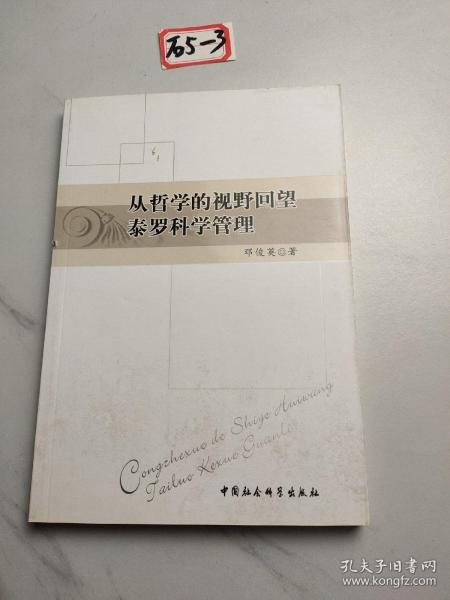 石5-3
从哲学的视野回望
泰罗科学管理
邓俊英◎著
Congzhexue de Shiye Huiwang
Tailuo Kexue Guanli
中国社会科学出版社
孔夫子旧书网
www.kongfz.com